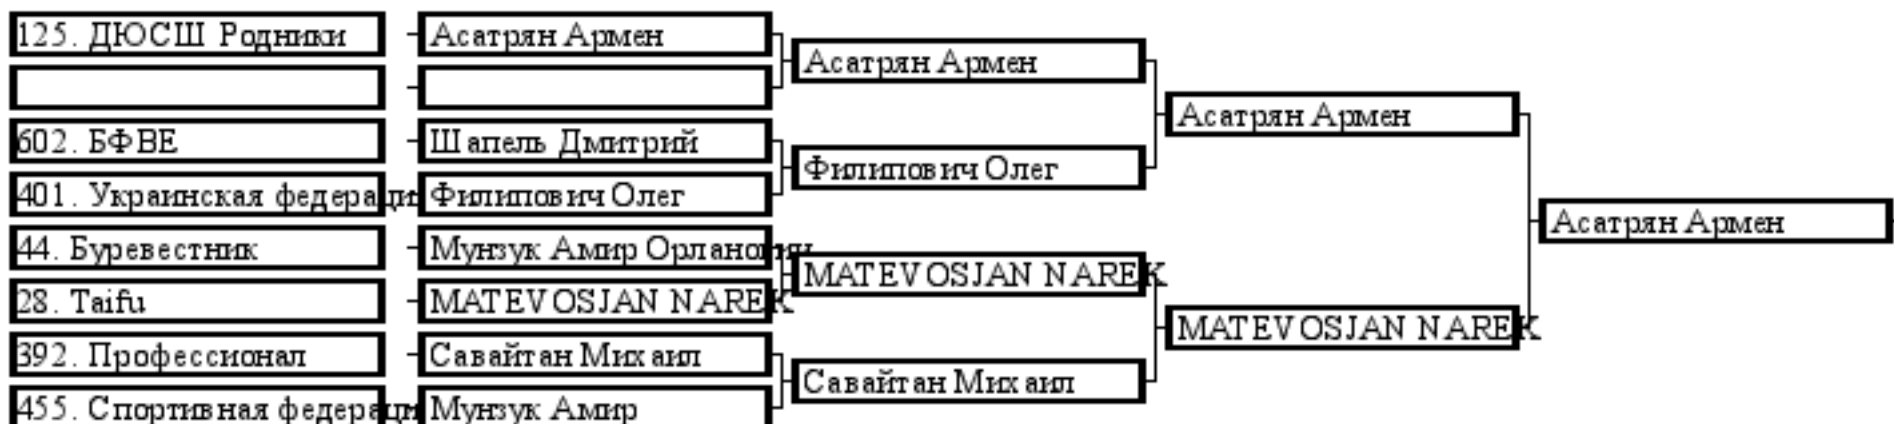 125. ДЮСШ Родники
Асатрян Армен
Асатрян Армен
Асатрян Армен
602. БФВЕ
Шапель Дмитрий
Филипович Олег
401. Украинская федераци
Филипович Олег
Асатрян Армен
44. Буревестник
Мунзук Амир Орланович
MATEVOSJAN NAREK
28. Taifu
MATEVOSJAN NAREK
MATEVOSJAN NAREK
392. Профессионал
Савайтан Михаил
Савайтан Михаил
455. Спортивная федераци
Мунзук Амир